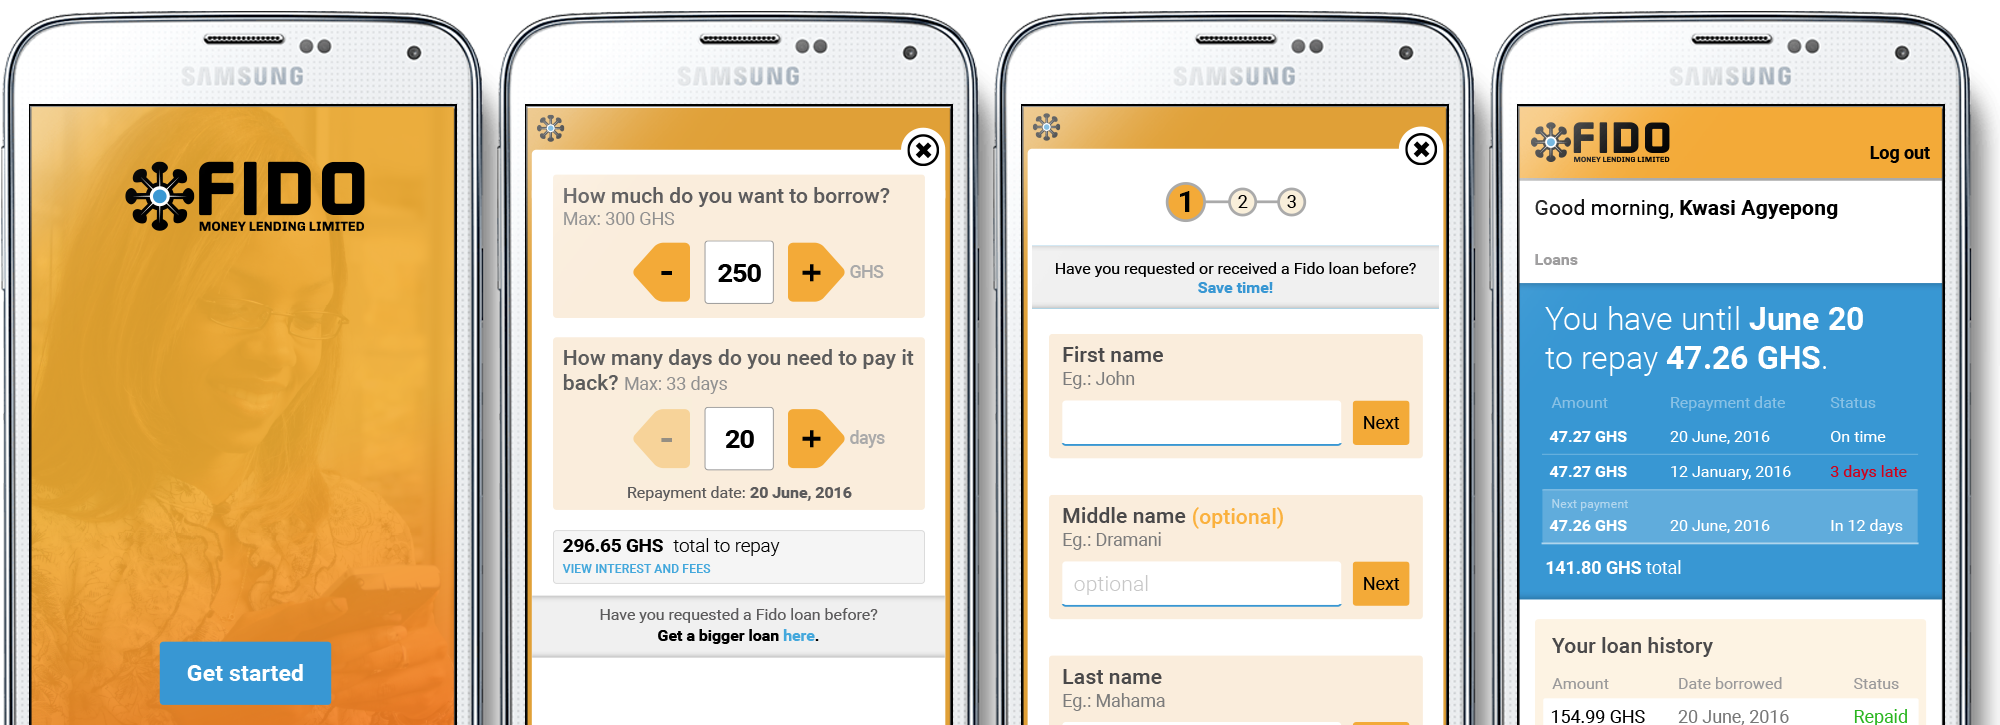 SAMSUNG
FIDO
MONEY LENDING LIMITED
Get started
SAMSUNG
How much do you want to borrow?
Max: 300 GHS
- 250 + GHS
How many days do you need to pay it
back? Max: 33 days
- 20 + days
Repayment date: 20 June, 2016
296.65 GHS total to repay
VIEW INTEREST AND FEES
Have you requested a Fido loan before?
Get a bigger loan here.
SAMSUNG
1 2 3
Have you requested or received a Fido loan before?
Save time!
First name
Eg.: John
Next
Middle name (optional)
Eg.: Dramani
optional Next
Last name
Eg.: Mahama
SAMSUNG
FIDO
MONEY LENDING LIMITED
Log out
Good morning, Kwasi Agyepong
Loans
You have until June 20
to repay 47.26 GHS.
Amount Repayment date Status
47.27 GHS 20 June, 2016 On time
47.27 GHS 12 January, 2016 3 days late
Next payment
47.26 GHS 20 June, 2016 In 12 days
141.80 GHS total
Your loan history
Amount Date borrowed Status
154.99 GHS 20 June, 2016 Repaid